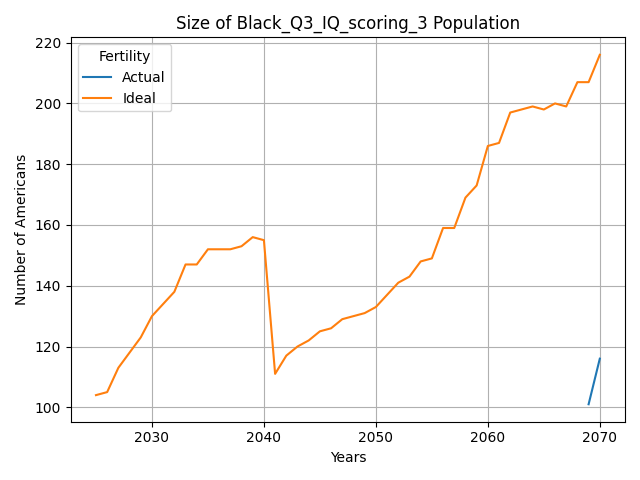 Size of Black_Q3_IQ_scoring_3 Population
Fertility
Actual
Ideal
Number of Americans
220
200
180
160
140
120
100
2030 2040 2050 2060 2070
Years